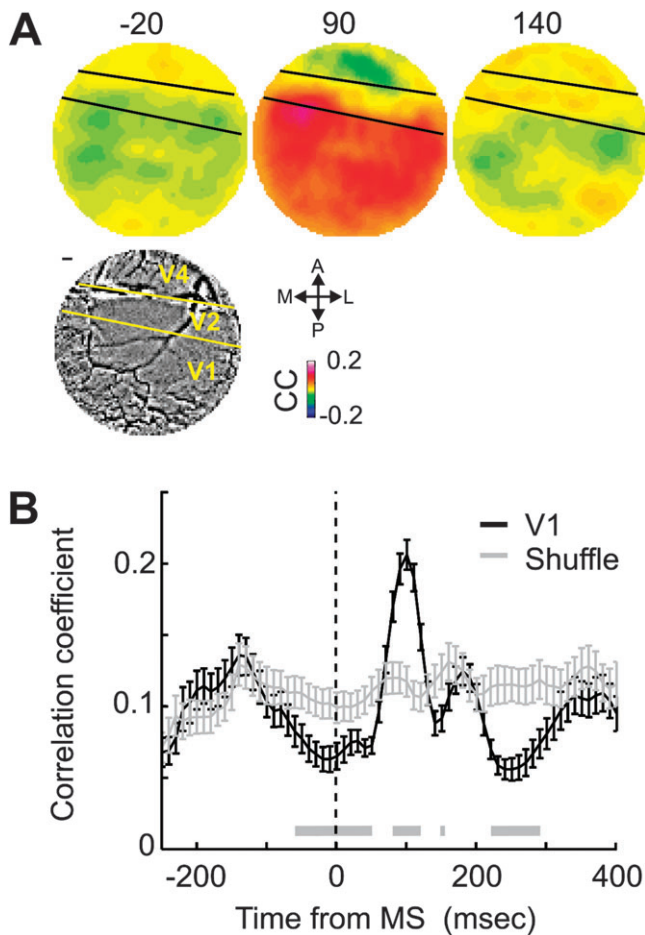 A
-20 90 140
V4
V2
V1
A
M L
P
CC
0.2
-0.2
B
Correlation coefficient
0.2
0.1
0
V1
Shuffle
-200 0 200 400
Time from MS (msec)